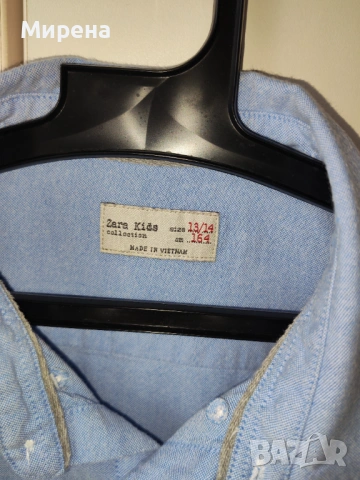 Мирена
Zara Kids size 13/14
collection cm 164
MADE IN VIETNAM
BAZAR